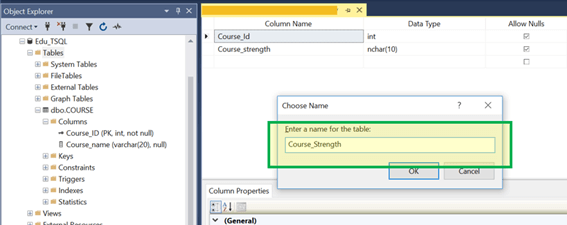 Object Explorer
Connect
Edu_TSQL
Tables
System Tables
FileTables
External Tables
Graph Tables
dbo.COURSE
Columns
Course_ID (PK, int, not null)
Course_name (varchar(20), null)
Keys
Constraints
Triggers
Indexes
Statistics
Views
External Resources
Column Name Data Type Allow Nulls
Course_Id int
Course_strength nchar(10)
Choose Name ? ×
Enter a name for the table:
Course_Strength
OK Cancel
Column Properties
(General)